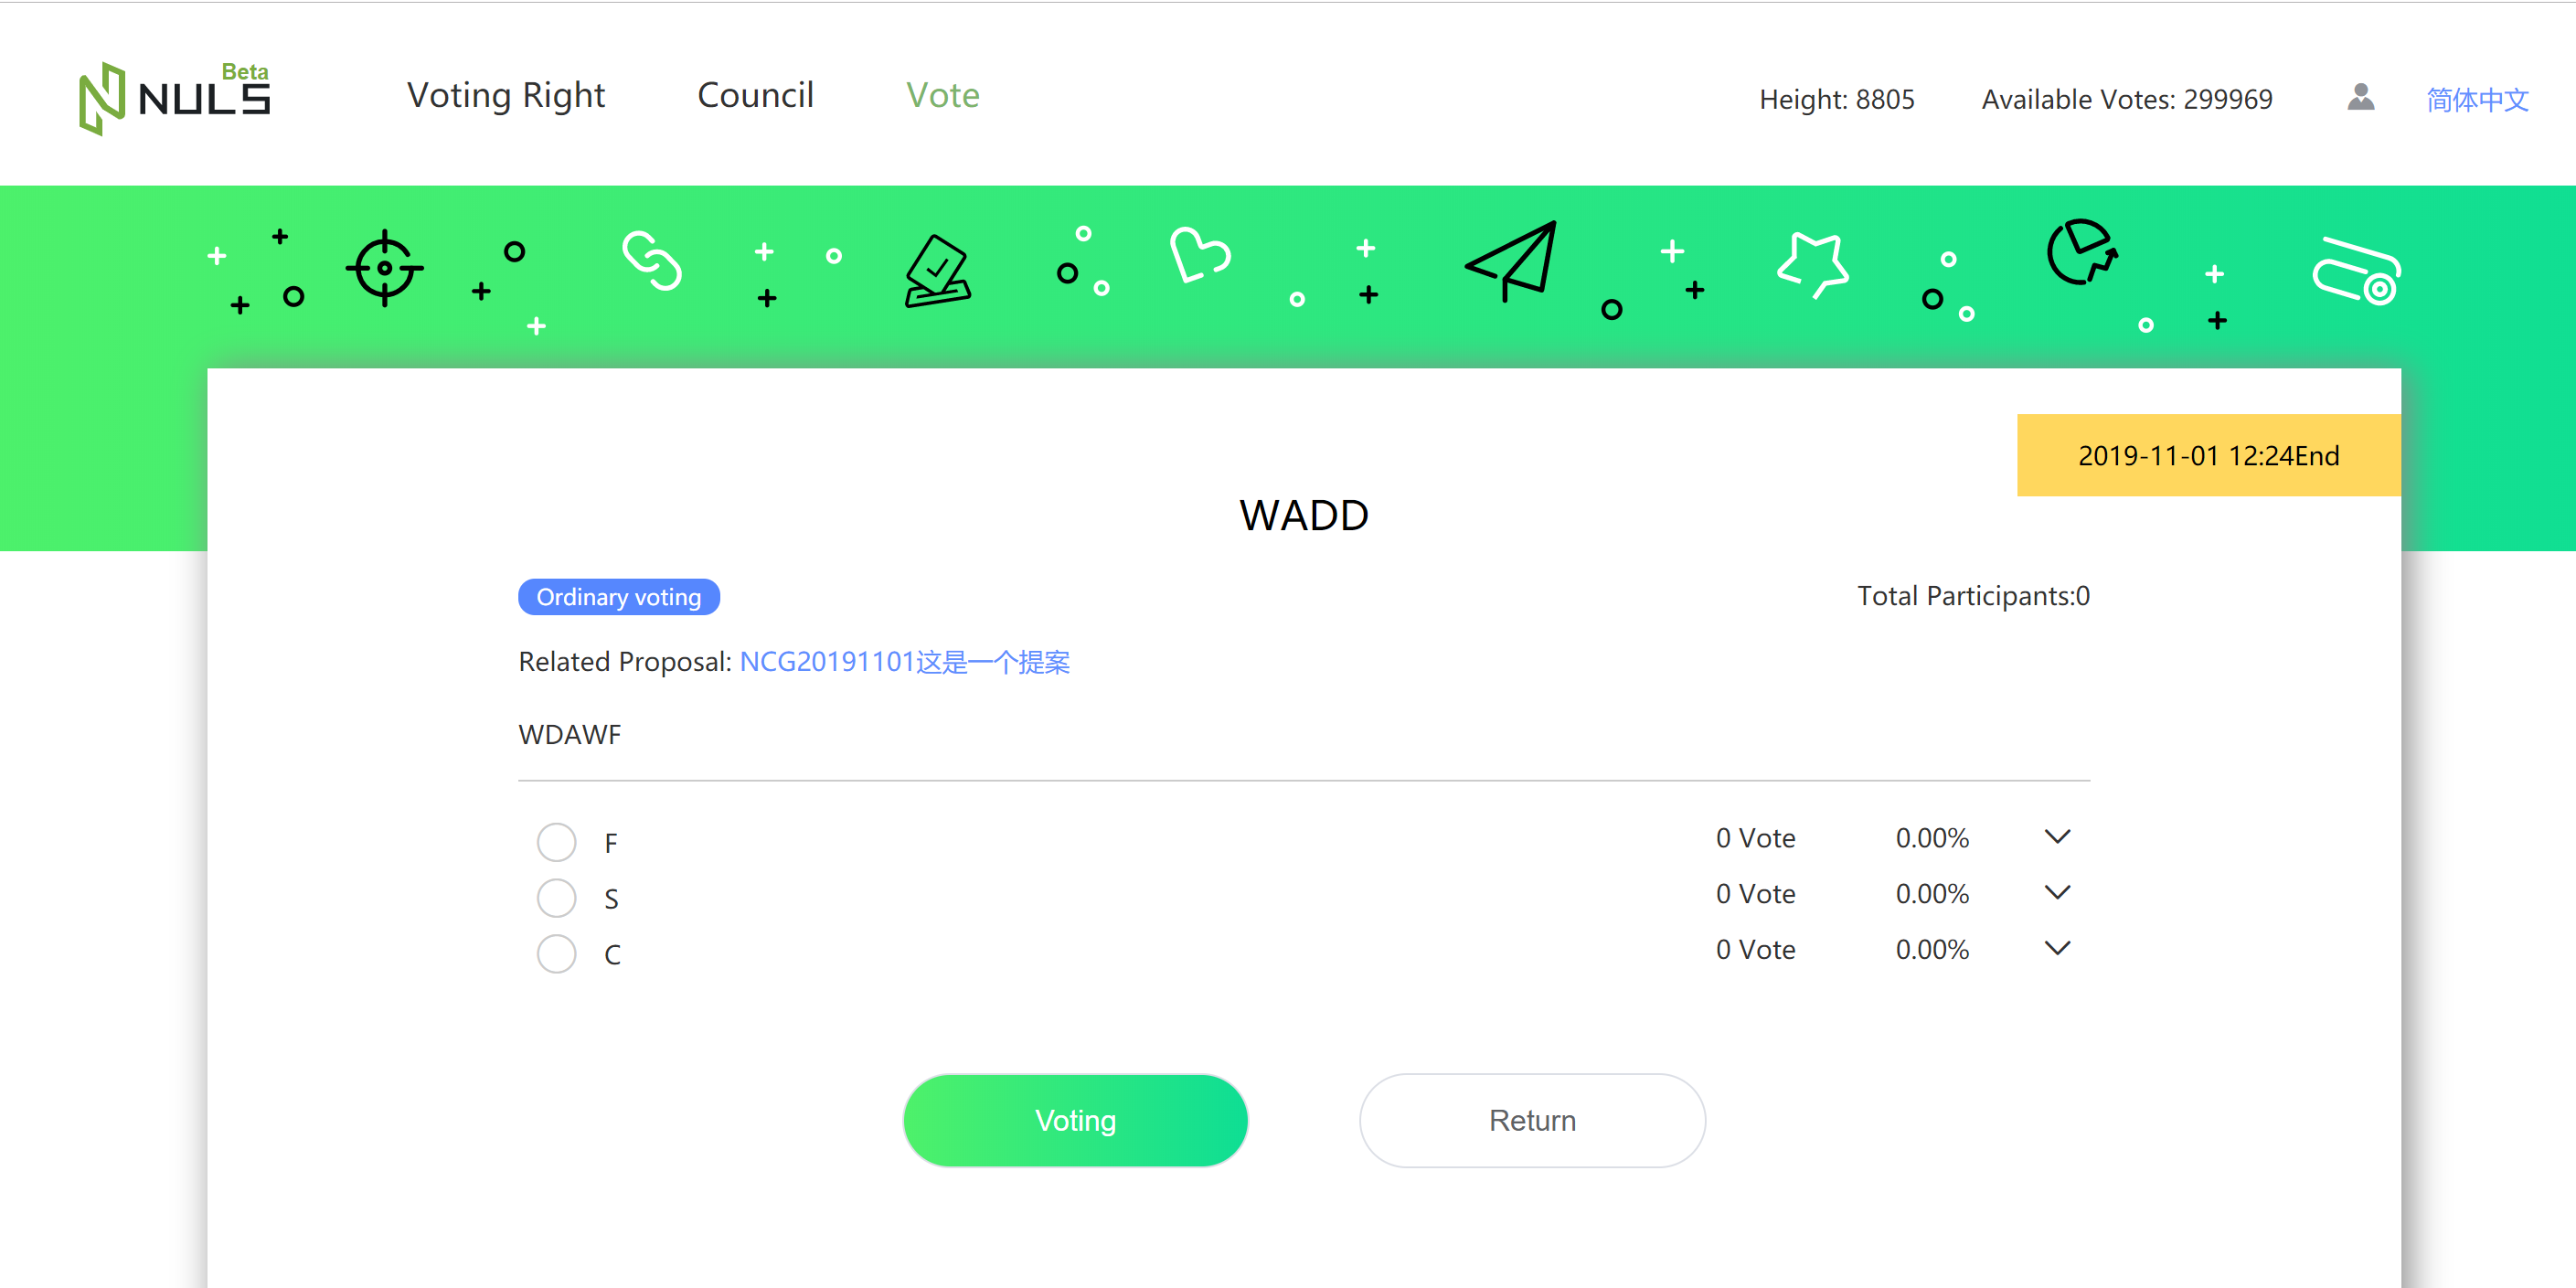 NULS Beta
Voting Right Council Vote
Height: 8805 Available Votes: 299969 简体中文
2019-11-01 12:24End
WADD
Ordinary voting Total Participants:0
Related Proposal: NCG20191101这是一个提案
WDAWF
F 0 Vote 0.00%
S 0 Vote 0.00%
C 0 Vote 0.00%
Voting Return